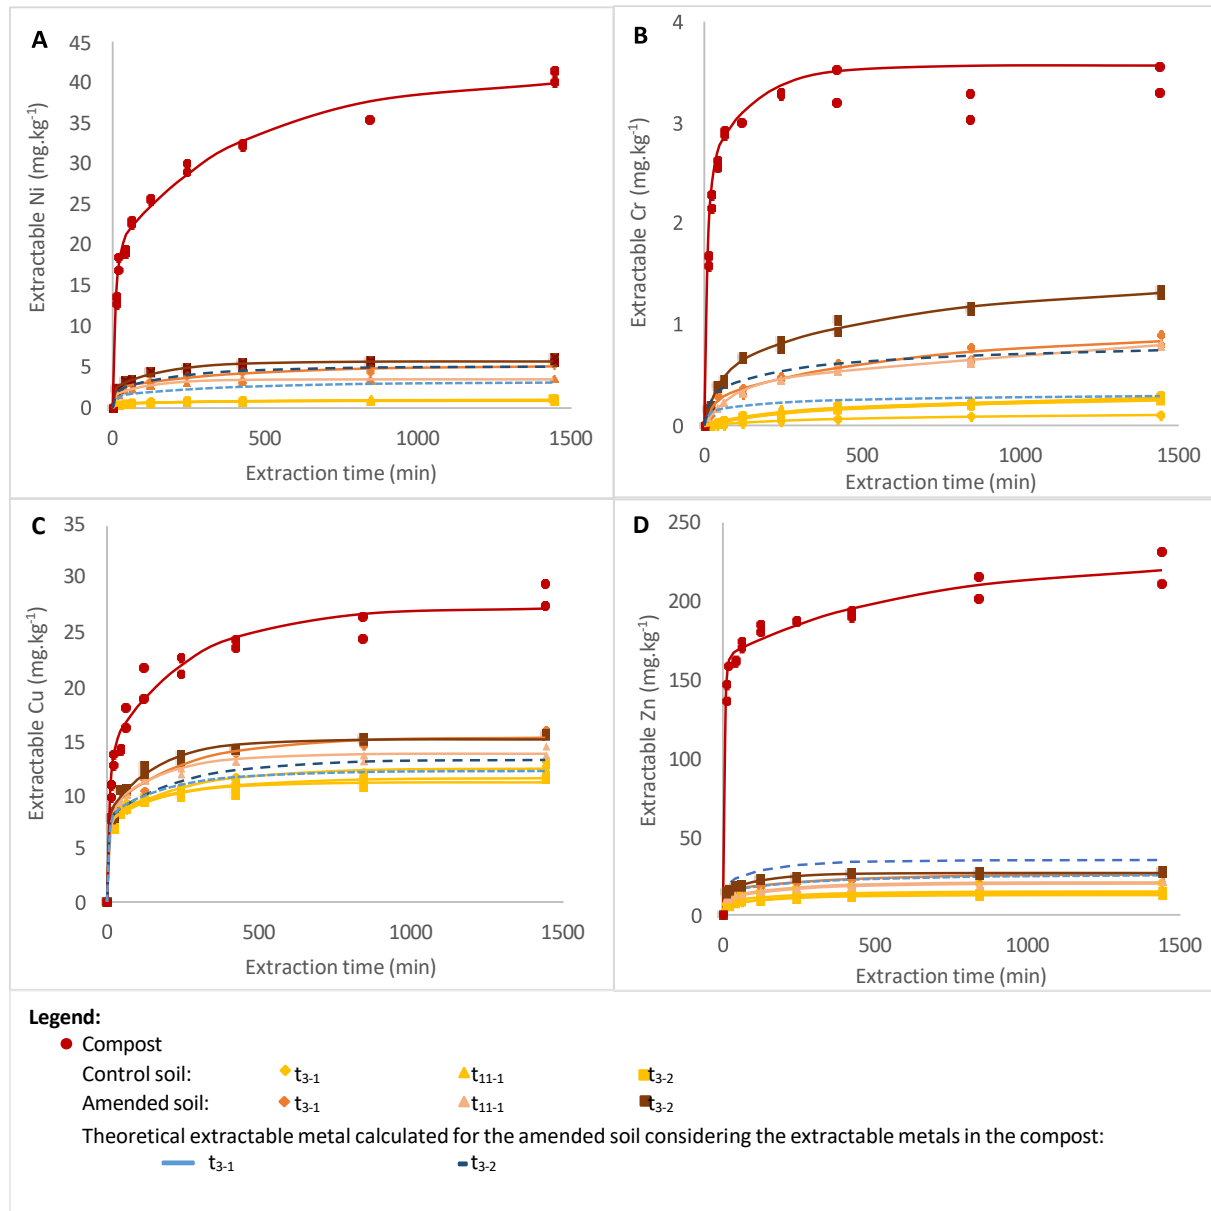 A
Extractable Ni (mg.kg-1)
45
40
35
30
25
20
15
10
5
0
0 500 1000 1500
Extraction time (min)
B
Extractable Cr (mg.kg-1)
4
3
2
1
0
0 500 1000 1500
Extraction time (min)
C
Extractable Cu (mg.kg-1)
35
30
25
20
15
10
5
0
0 500 1000 1500
Extraction time (min)
D
Extractable Zn (mg.kg-1)
250
200
150
100
50
0
0 500 1000 1500
Extraction time (min)
Legend:
Compost
Control soil: t3-1 t11-1 t3-2
Amended soil: t3-1 t11-1 t3-2
Theoretical extractable metal calculated for the amended soil considering the extractable metals in the compost:
t3-1 t3-2